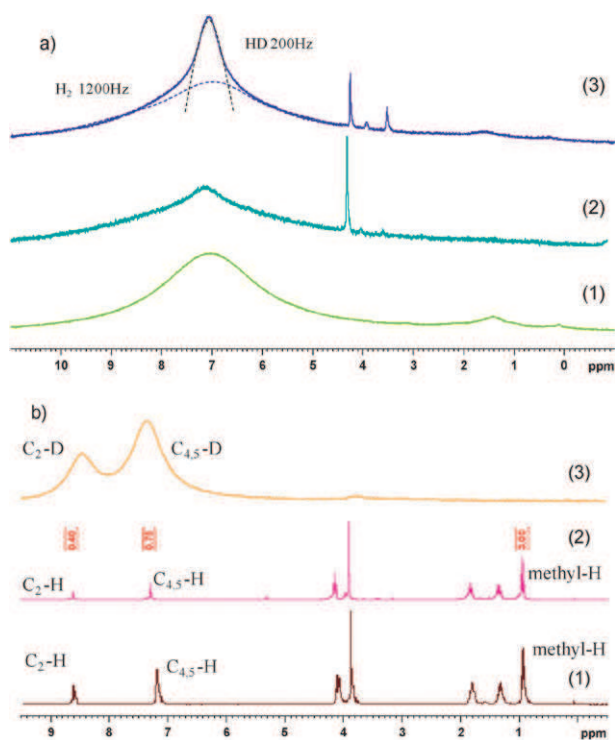 a)
HD 200Hz
H₂ 1200Hz
(3)
(2)
(1)
10 9 8 7 6 5 4 3 2 1 0 ppm
b)
C₂-D
C₄,₅-D
(3)
0.40 0.75 3.00
(2)
C₂-H
C₄,₅-H
methyl-H
C₂-H
C₄,₅-H
methyl-H
(1)
9 8 7 6 5 4 3 2 1 ppm